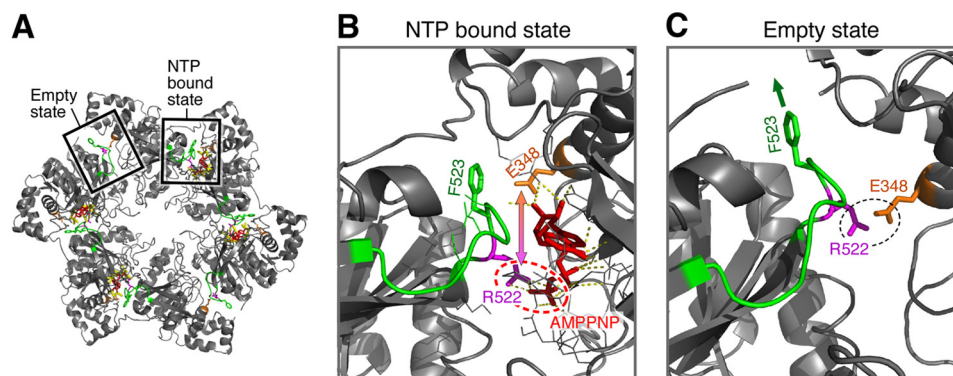 A
Empty
state
NTP
bound
state
B
NTP bound state
F523
E348
R522
AMPPNP
C
Empty state
F523
E348
R522